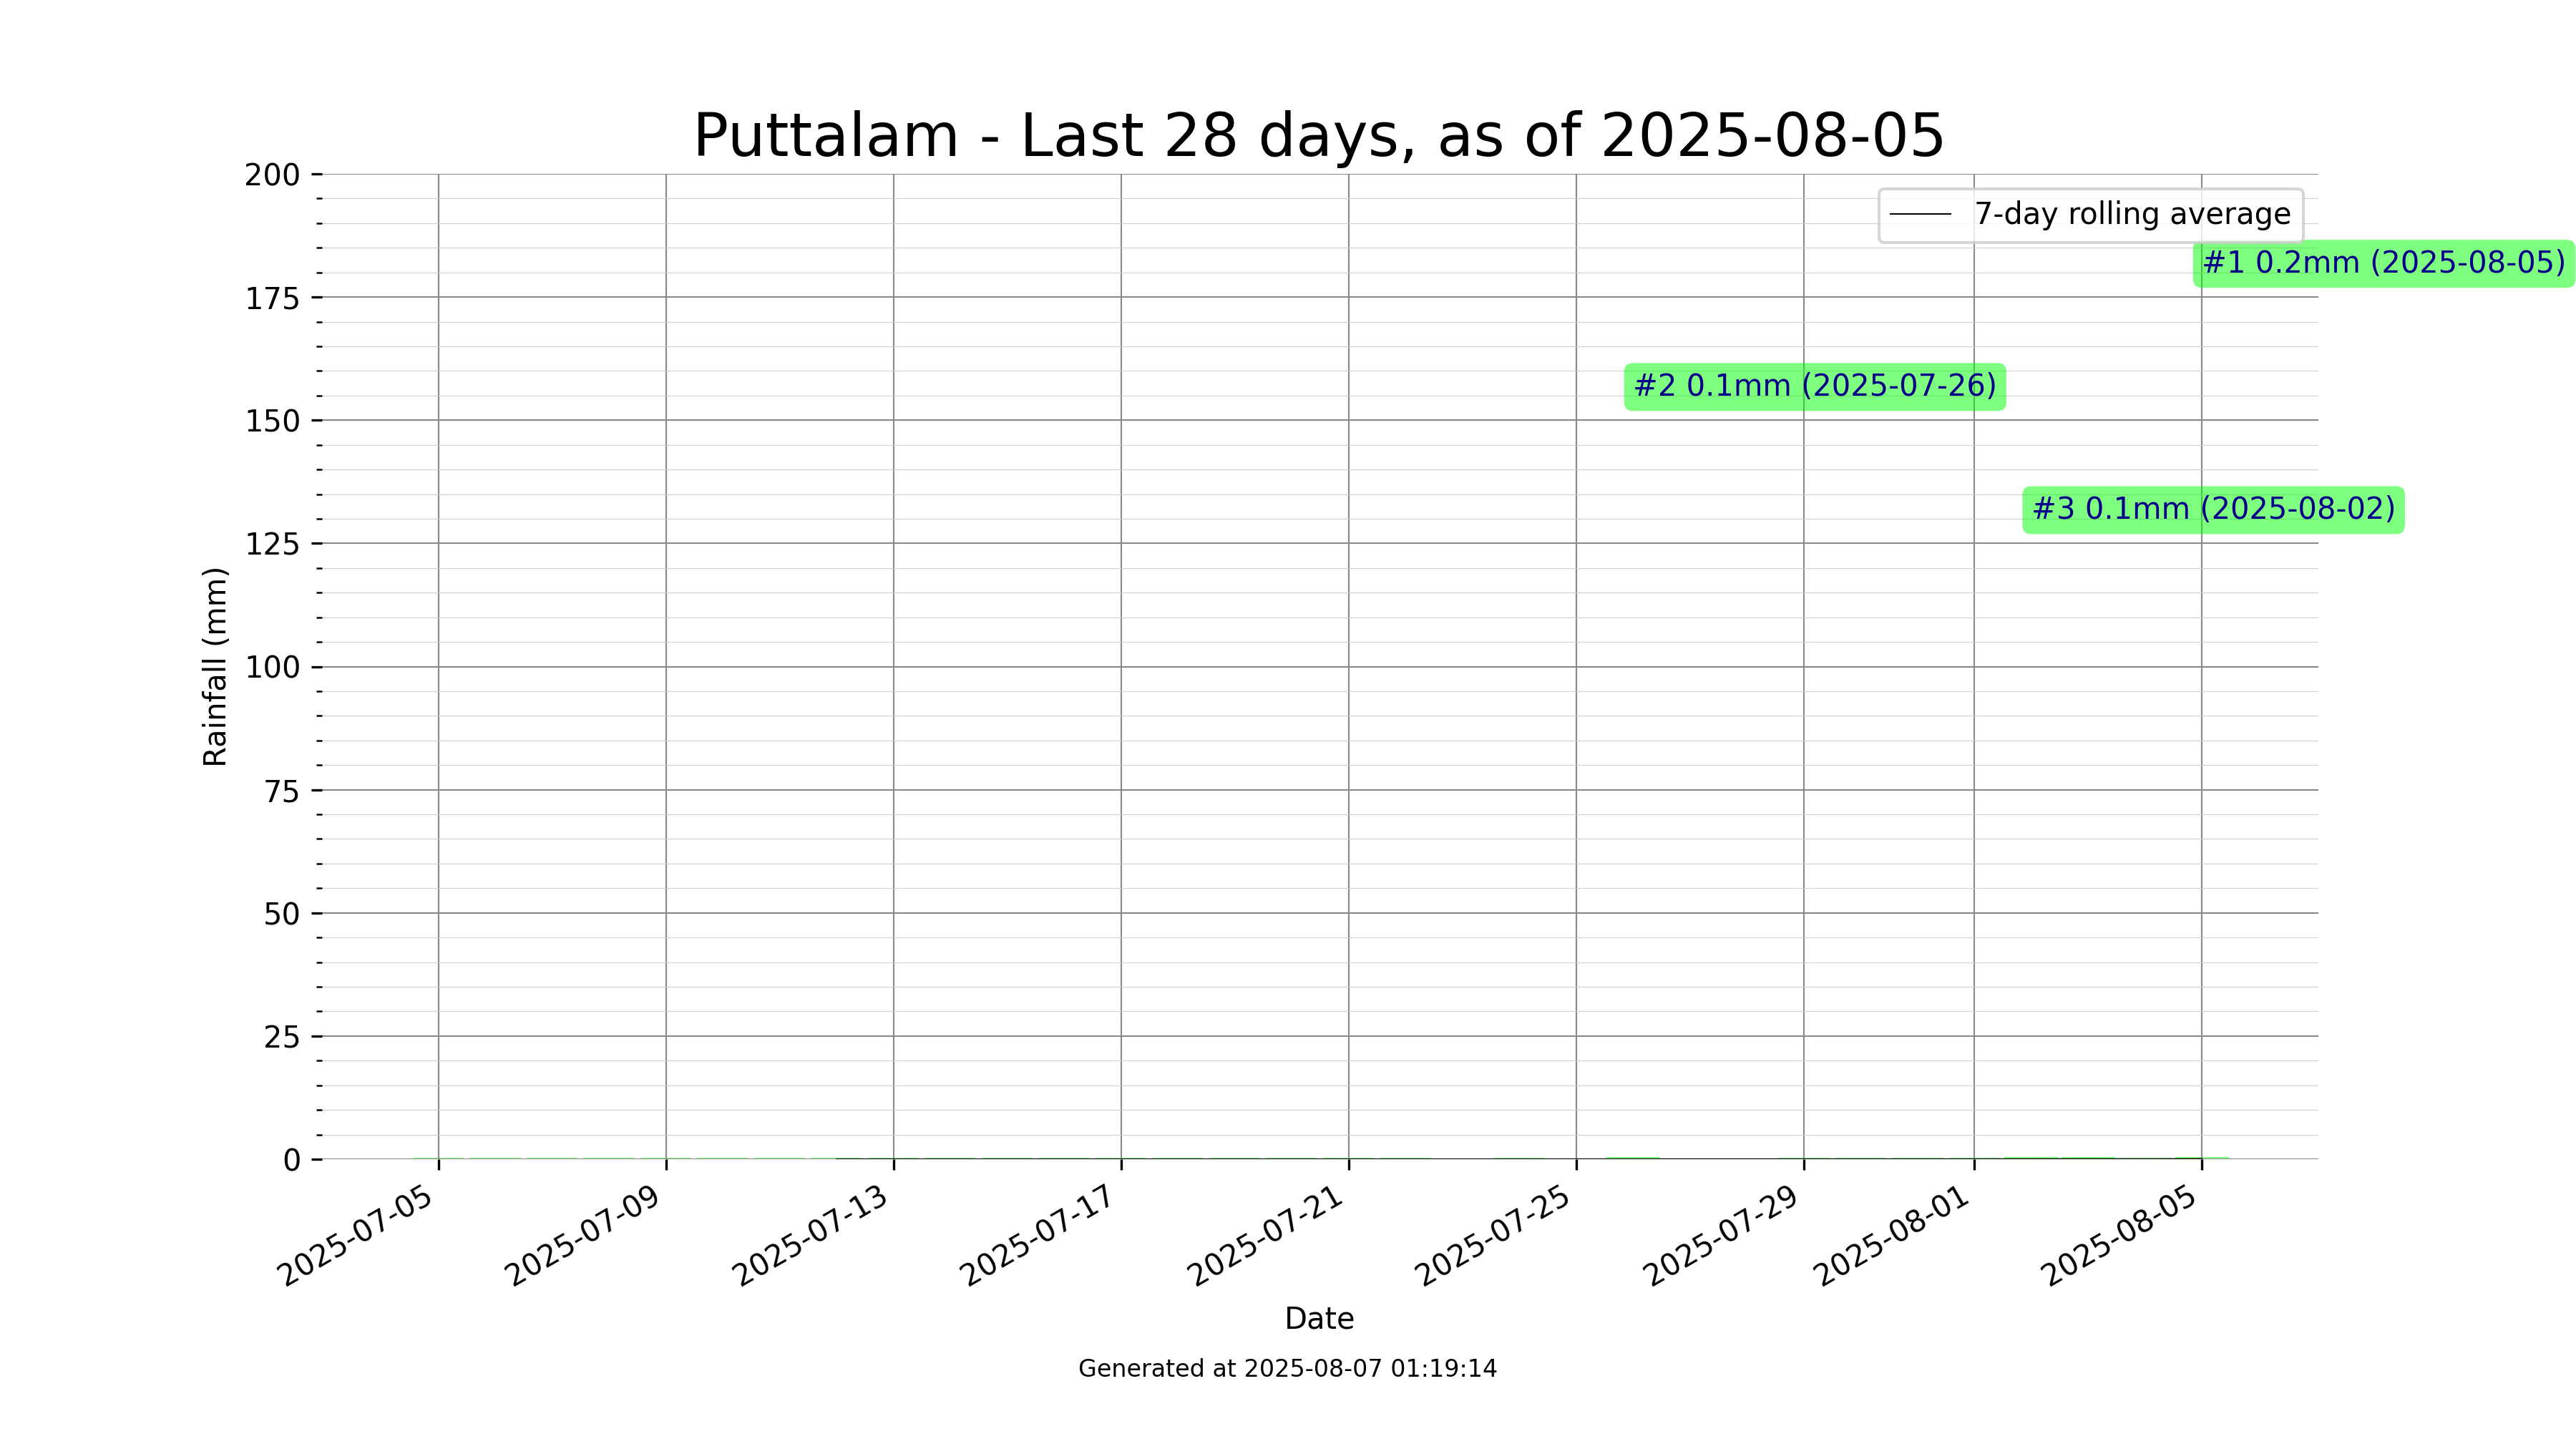 Puttalam - Last 28 days, as of 2025-08-05
200
175
150
125
100
75
50
25
0
Rainfall (mm)
7-day rolling average
#1 0.2mm (2025-08-05)
#2 0.1mm (2025-07-26)
#3 0.1mm (2025-08-02)
2025-07-05
2025-07-09
2025-07-13
2025-07-17
2025-07-21
2025-07-25
2025-07-29
2025-08-01
2025-08-05
Date
Generated at 2025-08-07 01:19:14